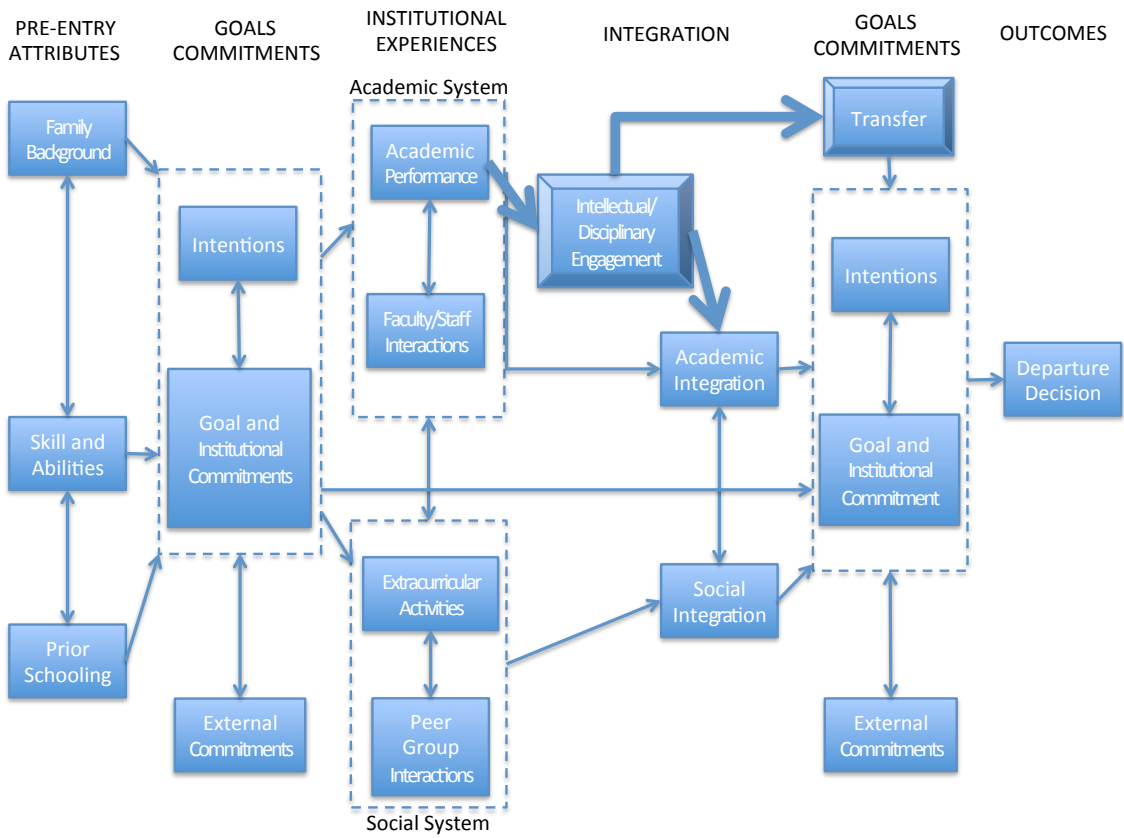 PRE-ENTRY
ATTRIBUTES
GOALS
COMMITMENTS
INSTITUTIONAL
EXPERIENCES
INTEGRATION
GOALS
COMMITMENTS
OUTCOMES
Family
Background
Skill and
Abilities
Prior
Schooling
Intentions
Goal and
Institutional
Commitments
External
Commitments
Academic System
Academic
Performance
Faculty/Staff
Interactions
Extracurricular
Activities
Peer
Group
Interactions
Social System
Intellectual/
Disciplinary
Engagement
Academic
Integration
Social
Integration
Transfer
Intentions
Goal and
Institutional
Commitment
External
Commitments
Departure
Decision